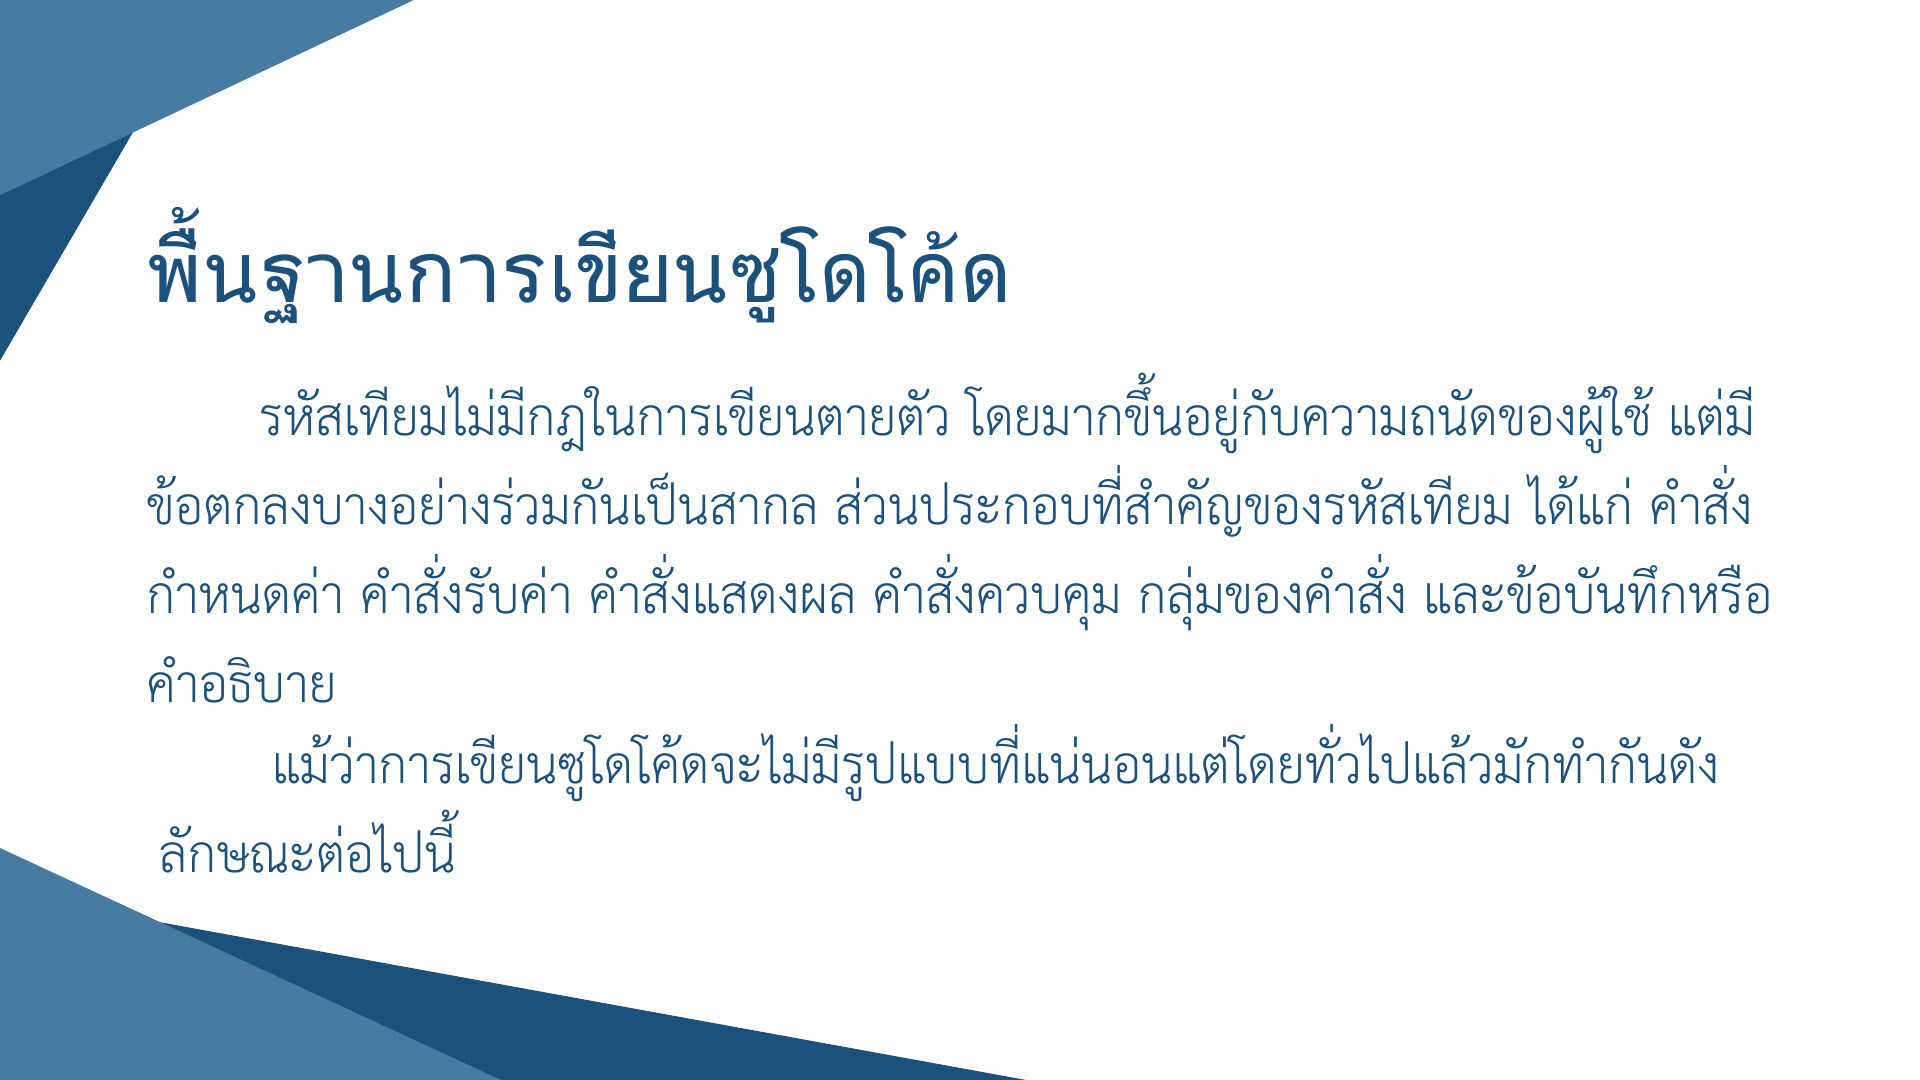 พื้นฐานการเขียนซูโดโค้ด
รหัสเทียมไม่มีกฎในการเขียนตายตัว โดยมากขึ้นอยู่กับความถนัดของผู้ใช้ แต่มี
ข้อตกลงบางอย่างร่วมกันเป็นสากล ส่วนประกอบที่สำคัญของรหัสเทียม ได้แก่ คำสั่ง
กำหนดค่า คำสั่งรับค่า คำสั่งแสดงผล คำสั่งควบคุม กลุ่มของคำสั่ง และข้อบันทึกหรือ
คำอธิบาย
แม้ว่าการเขียนซูโดโค้ดจะไม่มีรูปแบบที่แน่นอนแต่โดยทั่วไปแล้วมักทำกันดัง
ลักษณะต่อไปนี้